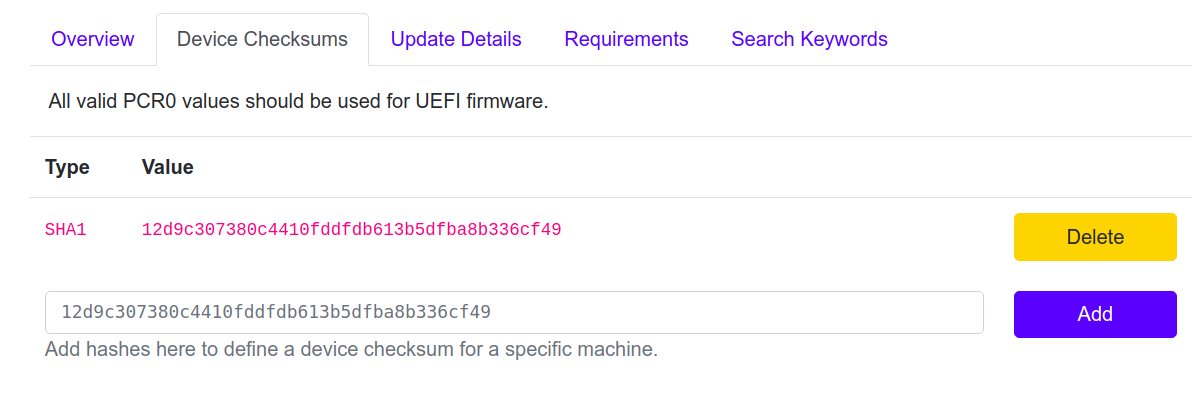 Overview Device Checksums Update Details Requirements Search Keywords
All valid PCR0 values should be used for UEFI firmware.
Type Value
SHA1 12d9c307380c4410fddfdb613b5dfba8b336cf49 Delete
12d9c307380c4410fddfdb613b5dfba8b336cf49 Add
Add hashes here to define a device checksum for a specific machine.